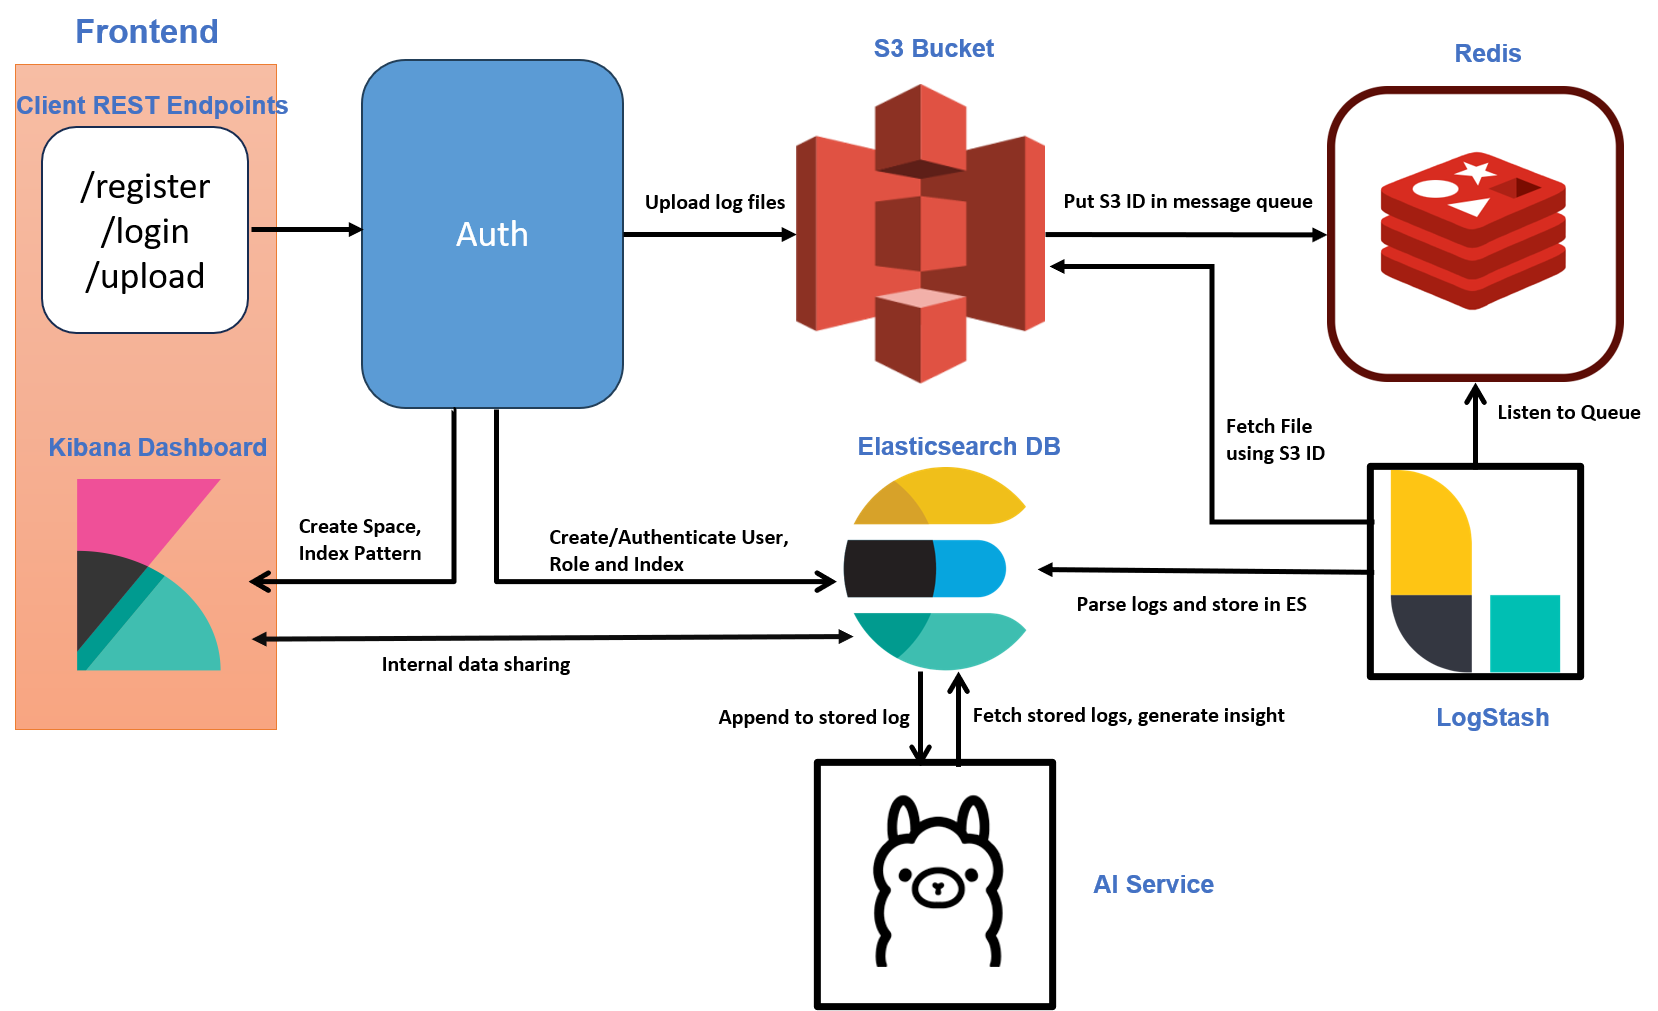 Frontend
Client REST Endpoints
/register
/login
/upload
Auth
Upload log files
S3 Bucket
Put S3 ID in message queue
Redis
Listen to Queue
Fetch File
using S3 ID
Kibana Dashboard
Create Space,
Index Pattern
Create/Authenticate User,
Role and Index
Elasticsearch DB
Parse logs and store in ES
Internal data sharing
LogStash
Append to stored log
Fetch stored logs, generate insight
AI Service